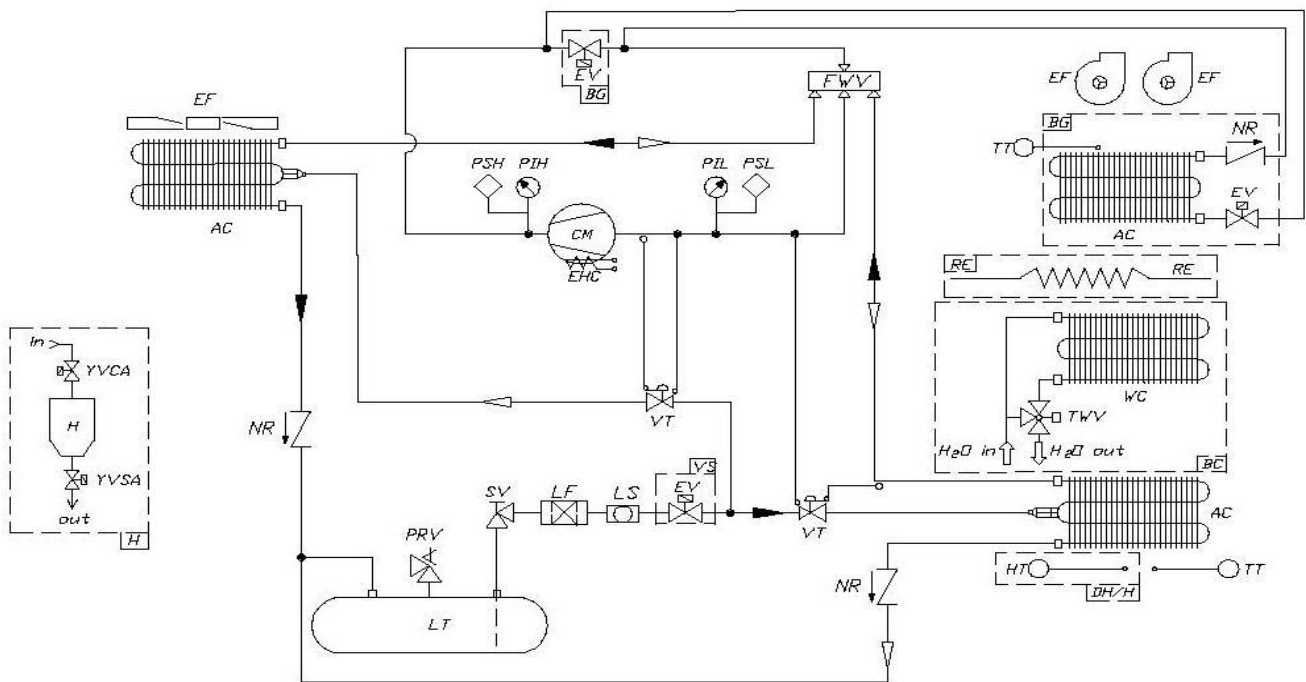 EV
BG
FWV
EF
EF
EF
BG
TT
NR
EV
AC
PSH
PIH
PIL
PSL
CM
EHC
AC
RE
RE
In
YVCA
H
YVSA
out
H
NR
VT
WC
TWV
H₂O in
H₂O out
BC
VS
SV
LF
LS
EV
VT
AC
PRV
LT
NR
HT
DH/H
TT